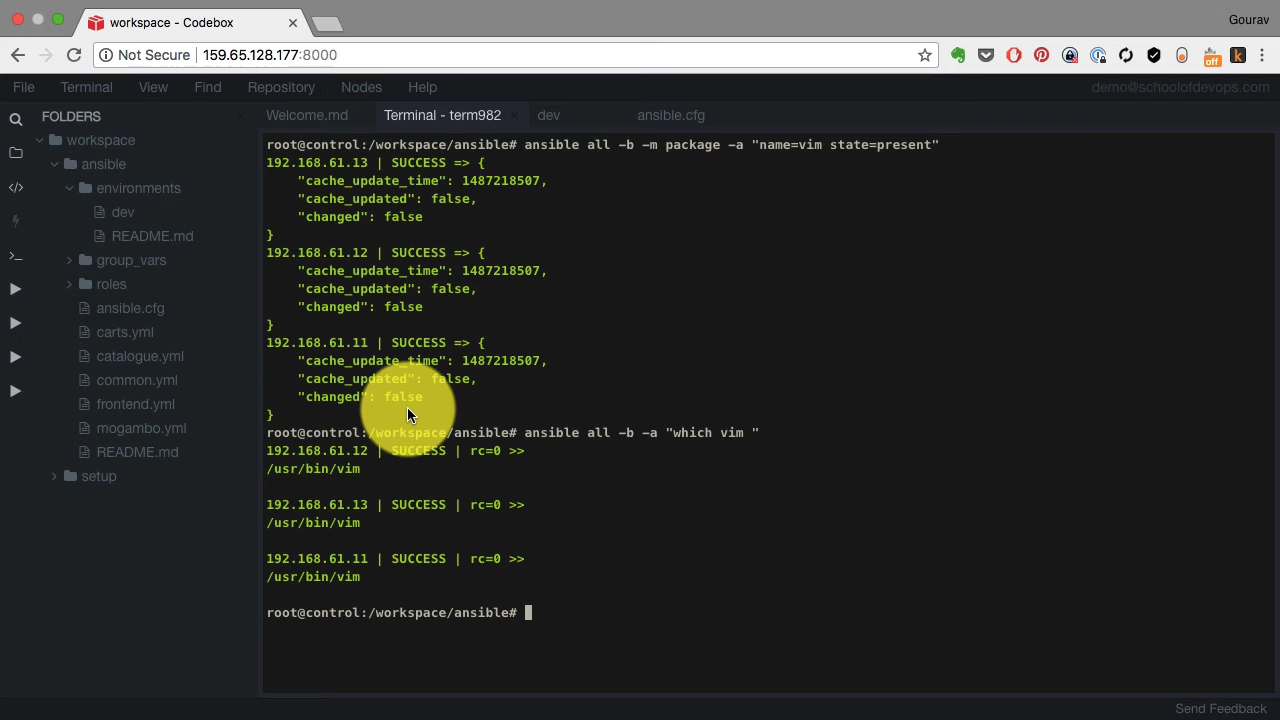 workspace - Codebox
Gourav
Not Secure
159.65.128.177:8000
off
k
File Terminal View Find Repository Nodes Help
demo@schoolofdevops.com
FOLDERS
workspace
ansible
environments
dev
README.md
group_vars
roles
ansible.cfg
carts.yml
catalogue.yml
common.yml
frontend.yml
mogambo.yml
README.md
setup
Welcome.md
Terminal - term982
dev
ansible.cfg
root@control:/workspace/ansible# ansible all -b -m package -a "name=vim state=present"
192.168.61.13 | SUCCESS => {
"cache_update_time": 1487218507,
"cache_updated": false,
"changed": false
}
192.168.61.12 | SUCCESS => {
"cache_update_time": 1487218507,
"cache_updated": false,
"changed": false
}
192.168.61.11 | SUCCESS => {
"cache_update_time": 1487218507,
"cache_updated": false,
"changed": false
}
root@control:/workspace/ansible# ansible all -b -a "which vim "
192.168.61.12 | SUCCESS | rc=0 >>
/usr/bin/vim
192.168.61.13 | SUCCESS | rc=0 >>
/usr/bin/vim
192.168.61.11 | SUCCESS | rc=0 >>
/usr/bin/vim
root@control:/workspace/ansible#
Send Feedback